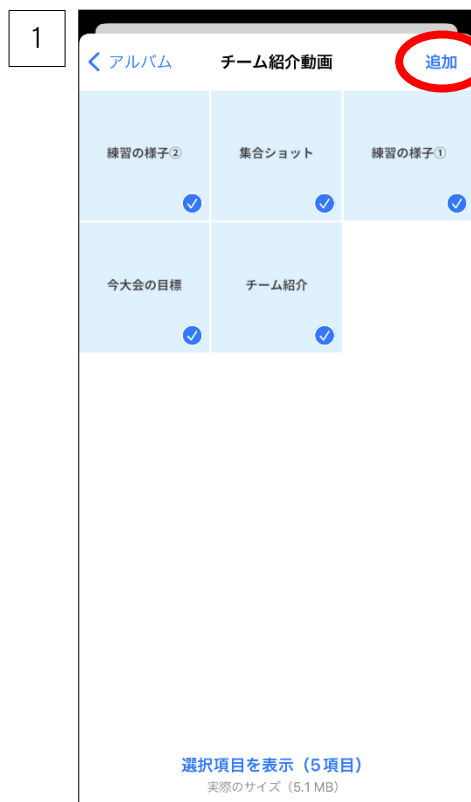 1
アルバム チーム紹介動画 追加
練習の様子② 集合ショット 練習の様子①
今大会の目標 チーム紹介
選択項目を表示（5項目）
実際のサイズ（5.1 MB）